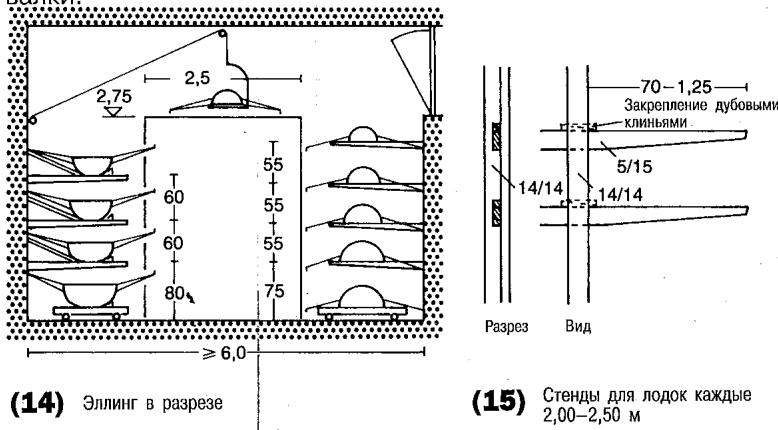 валки.
2,5
2,75
60
60
80
55
55
55
75
⩾ 6,0
(14) Эллинг в разрезе
70–1,25
Закрепление дубовыми
клиньями
5/15
14/14
14/14
Разрез
Вид
(15) Стенды для лодок каждые
2,00–2,50 м